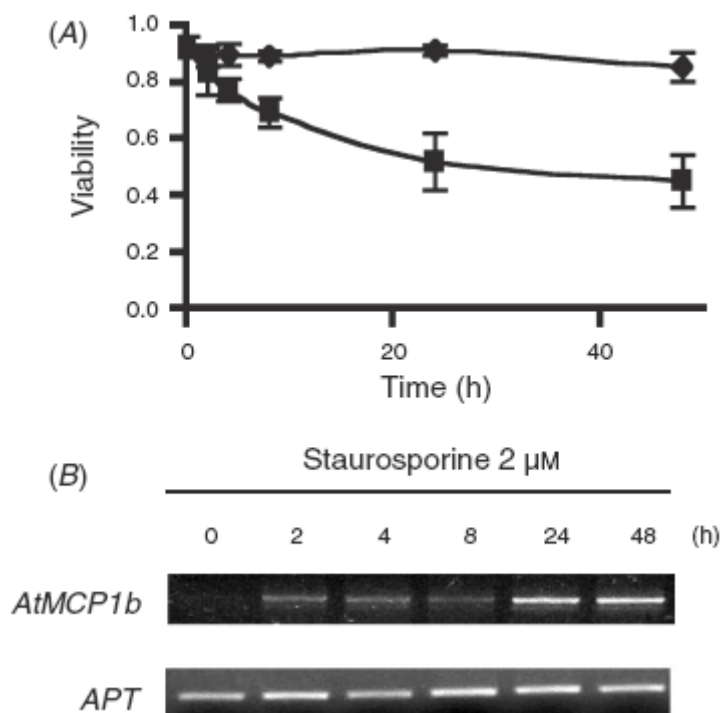 (A)
1.0
0.8
0.6
0.4
0.2
0.0
Viability
0 20 40
Time (h)
(B)
Staurosporine 2 µM
0 2 4 8 24 48 (h)
AtMCP1b
APT